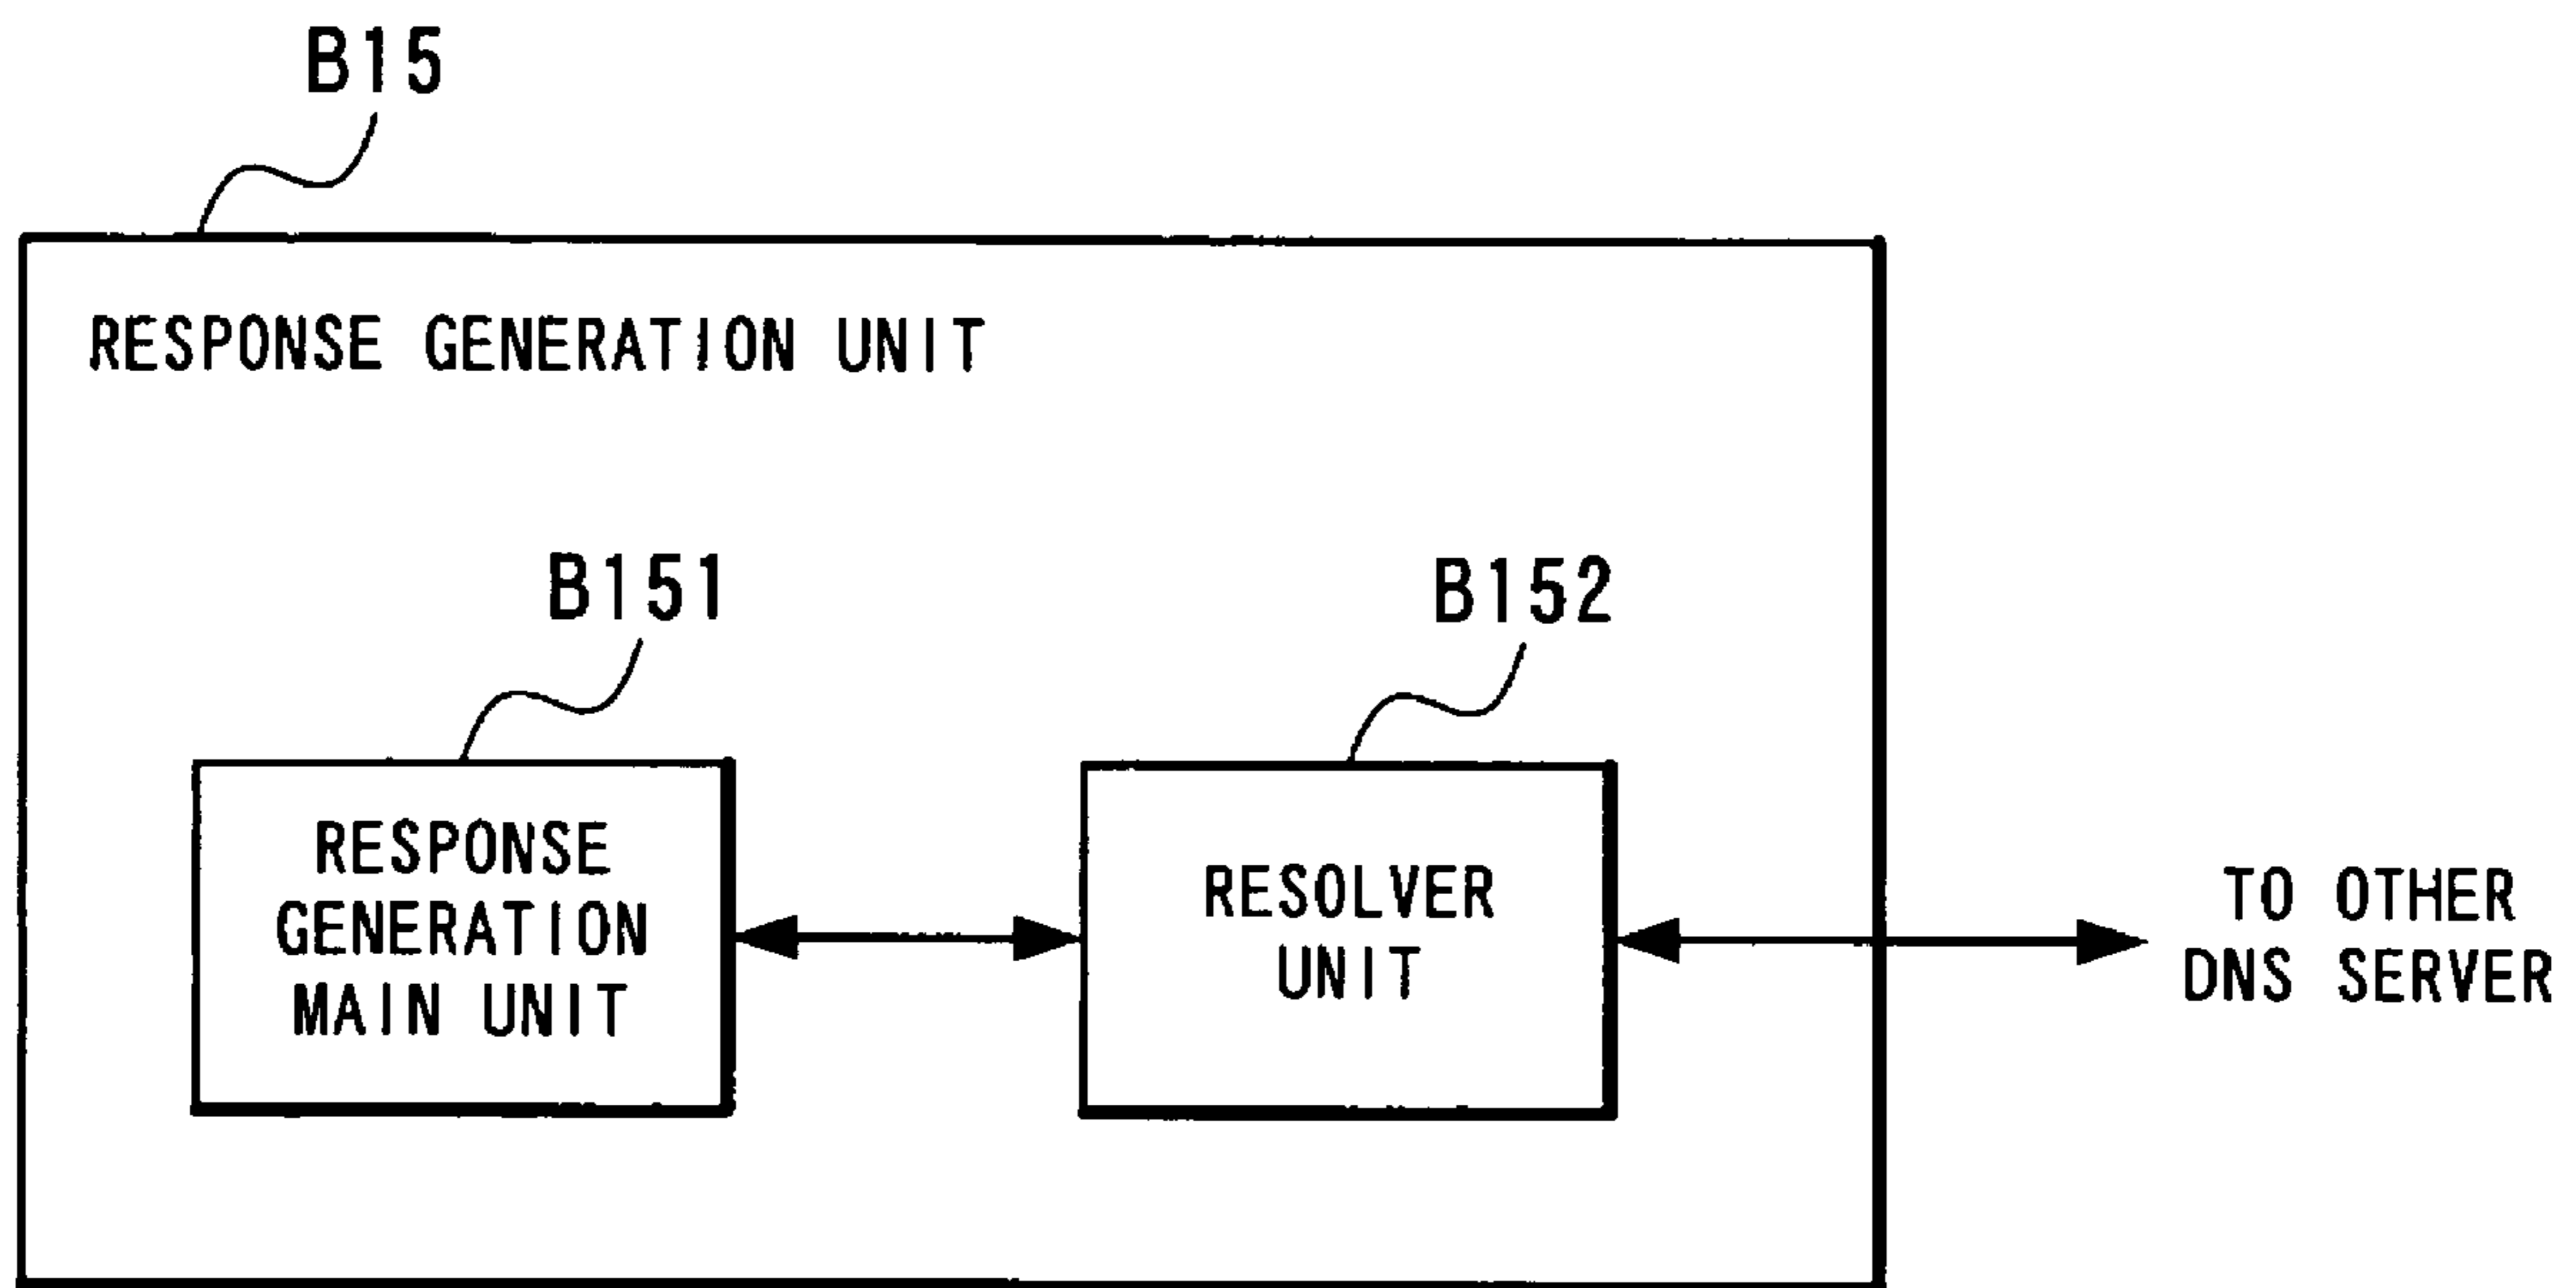 B15
RESPONSE GENERATION UNIT
B151
B152
RESPONSE
GENERATION
MAIN UNIT
RESOLVER
UNIT
TO OTHER
DNS SERVER